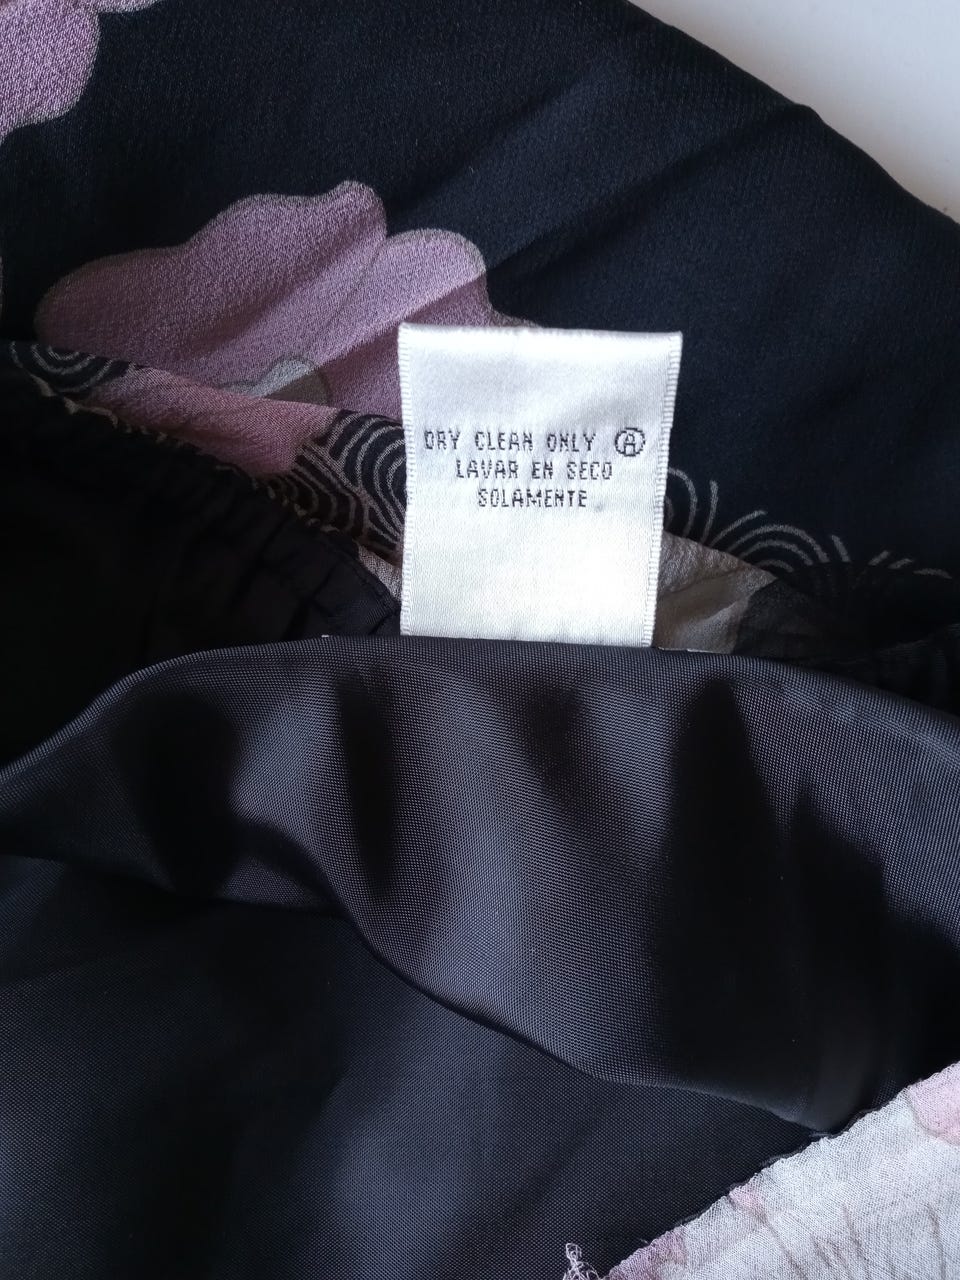 DRY CLEAN ONLY Ⓐ
LAVAR EN SECO
SOLAMENTE